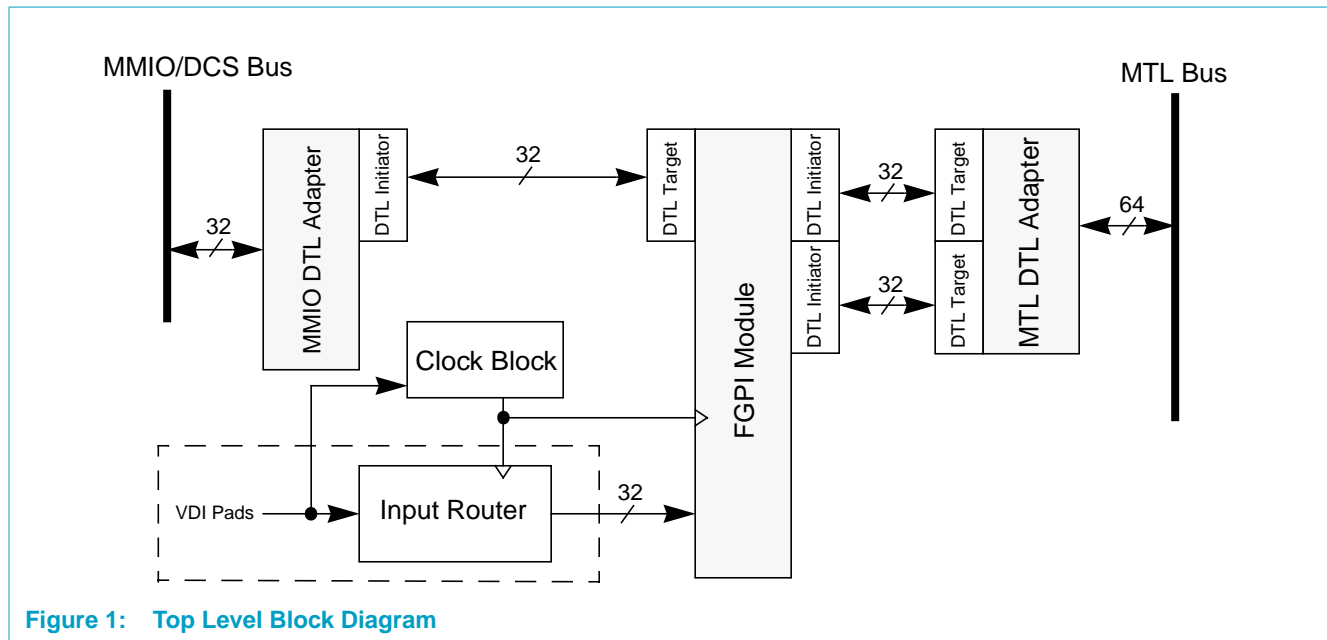 MMIO/DCS Bus
MTL Bus
MMIO DTL Adapter
DTL Initiator
32
DTL Target
FGPI Module
DTL Initiator
32
DTL Target
MTL DTL Adapter
64
32
DTL Initiator
32
DTL Target
Clock Block
VDI Pads
Input Router
32
Figure 1: Top Level Block Diagram